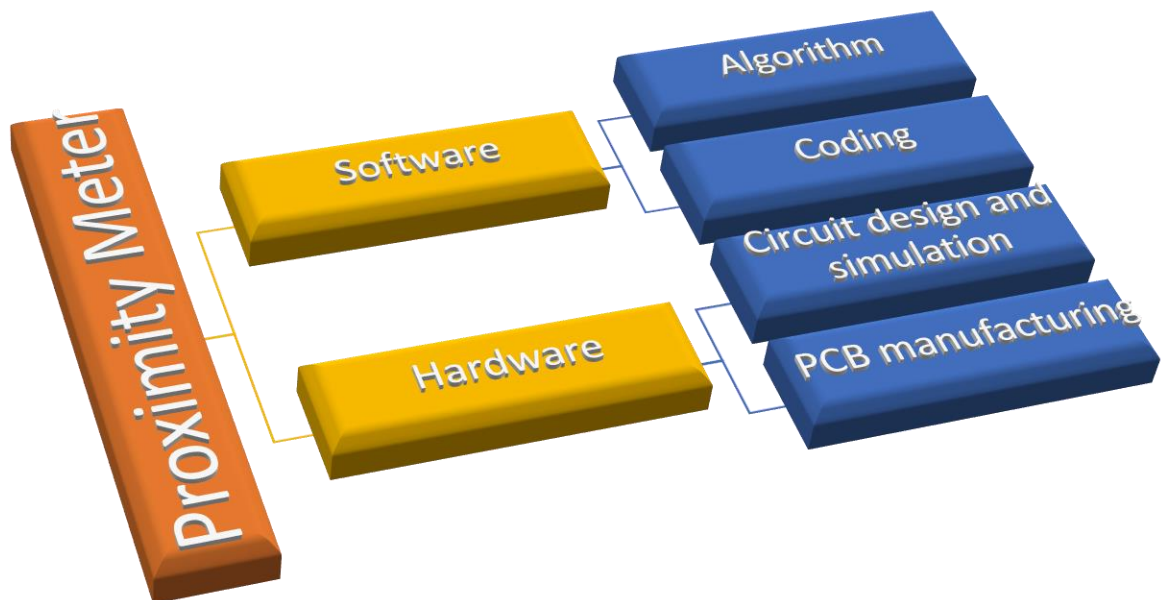 Proximity Meter
Software
Algorithm
Coding
Hardware
Circuit design and
simulation
PCB manufacturing